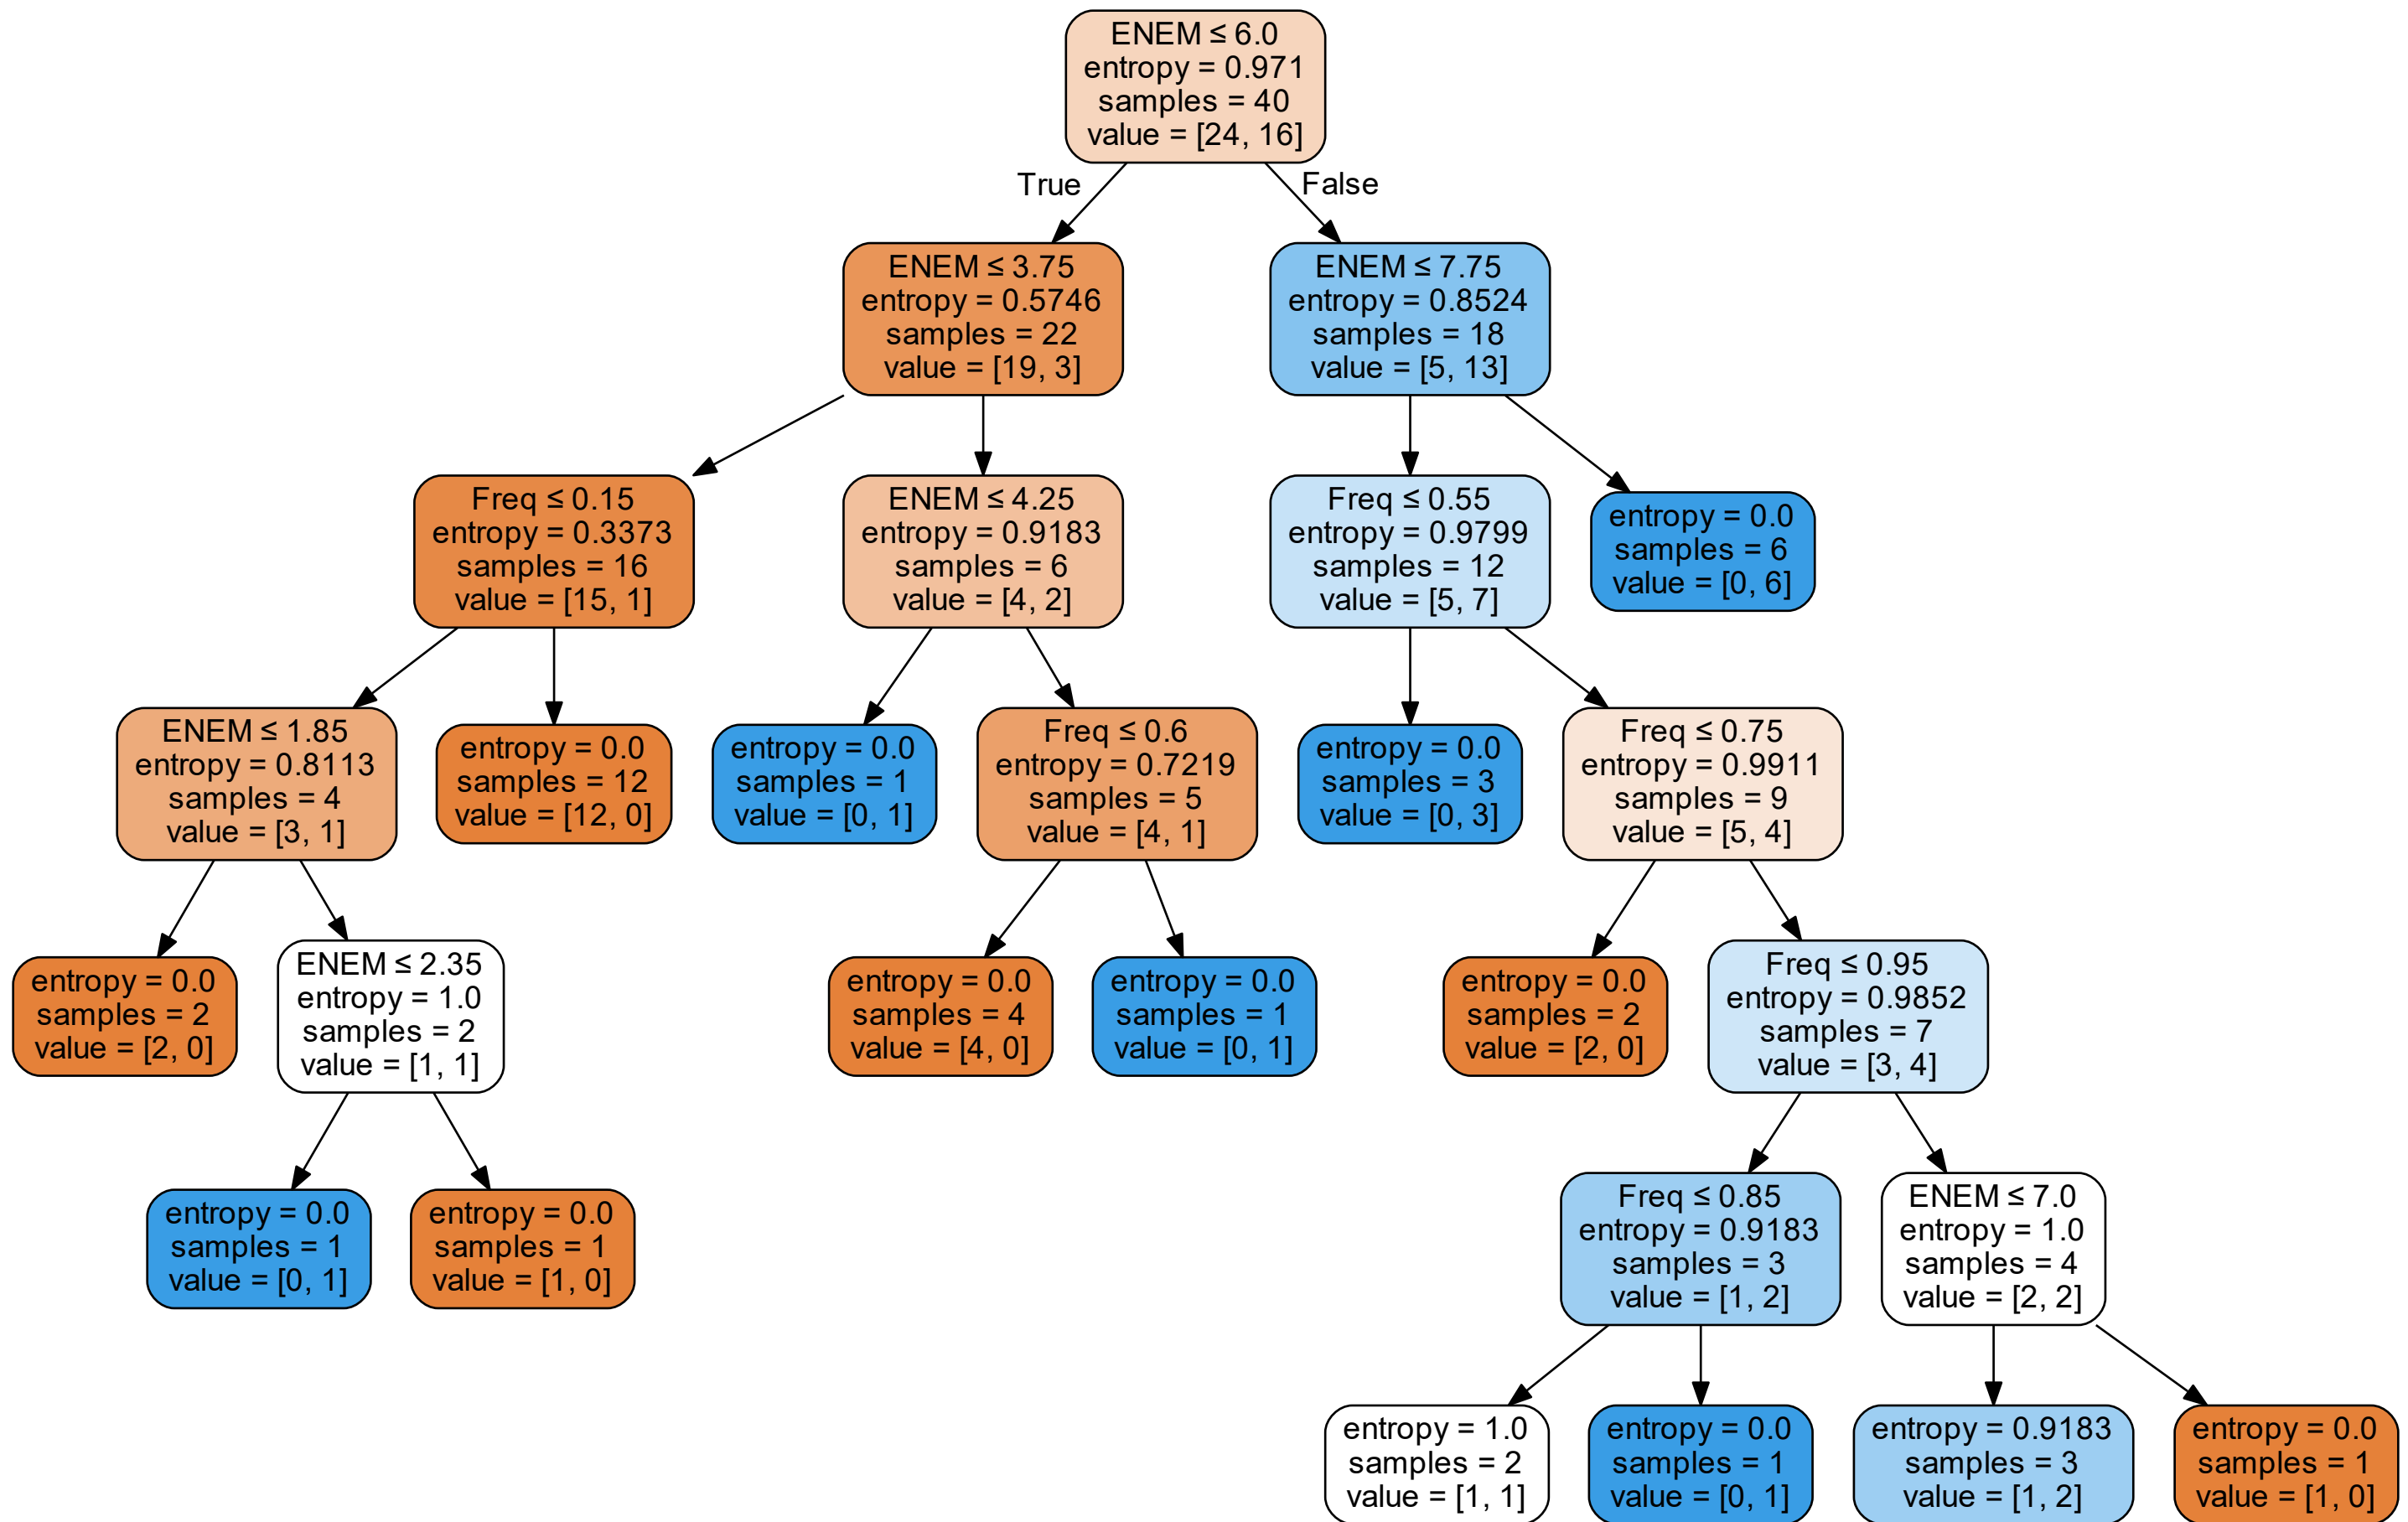 ENEM ≤ 6.0
entropy = 0.971
samples = 40
value = [24, 16]
True
False
ENEM ≤ 3.75
entropy = 0.5746
samples = 22
value = [19, 3]
ENEM ≤ 7.75
entropy = 0.8524
samples = 18
value = [5, 13]
Freq ≤ 0.15
entropy = 0.3373
samples = 16
value = [15, 1]
ENEM ≤ 4.25
entropy = 0.9183
samples = 6
value = [4, 2]
Freq ≤ 0.55
entropy = 0.9799
samples = 12
value = [5, 7]
entropy = 0.0
samples = 6
value = [0, 6]
ENEM ≤ 1.85
entropy = 0.8113
samples = 4
value = [3, 1]
entropy = 0.0
samples = 12
value = [12, 0]
entropy = 0.0
samples = 1
value = [0, 1]
Freq ≤ 0.6
entropy = 0.7219
samples = 5
value = [4, 1]
entropy = 0.0
samples = 3
value = [0, 3]
Freq ≤ 0.75
entropy = 0.9911
samples = 9
value = [5, 4]
entropy = 0.0
samples = 2
value = [2, 0]
ENEM ≤ 2.35
entropy = 1.0
samples = 2
value = [1, 1]
entropy = 0.0
samples = 4
value = [4, 0]
entropy = 0.0
samples = 1
value = [0, 1]
entropy = 0.0
samples = 2
value = [2, 0]
Freq ≤ 0.95
entropy = 0.9852
samples = 7
value = [3, 4]
entropy = 0.0
samples = 1
value = [0, 1]
entropy = 0.0
samples = 1
value = [1, 0]
Freq ≤ 0.85
entropy = 0.9183
samples = 3
value = [1, 2]
ENEM ≤ 7.0
entropy = 1.0
samples = 4
value = [2, 2]
entropy = 1.0
samples = 2
value = [1, 1]
entropy = 0.0
samples = 1
value = [0, 1]
entropy = 0.9183
samples = 3
value = [1, 2]
entropy = 0.0
samples = 1
value = [1, 0]